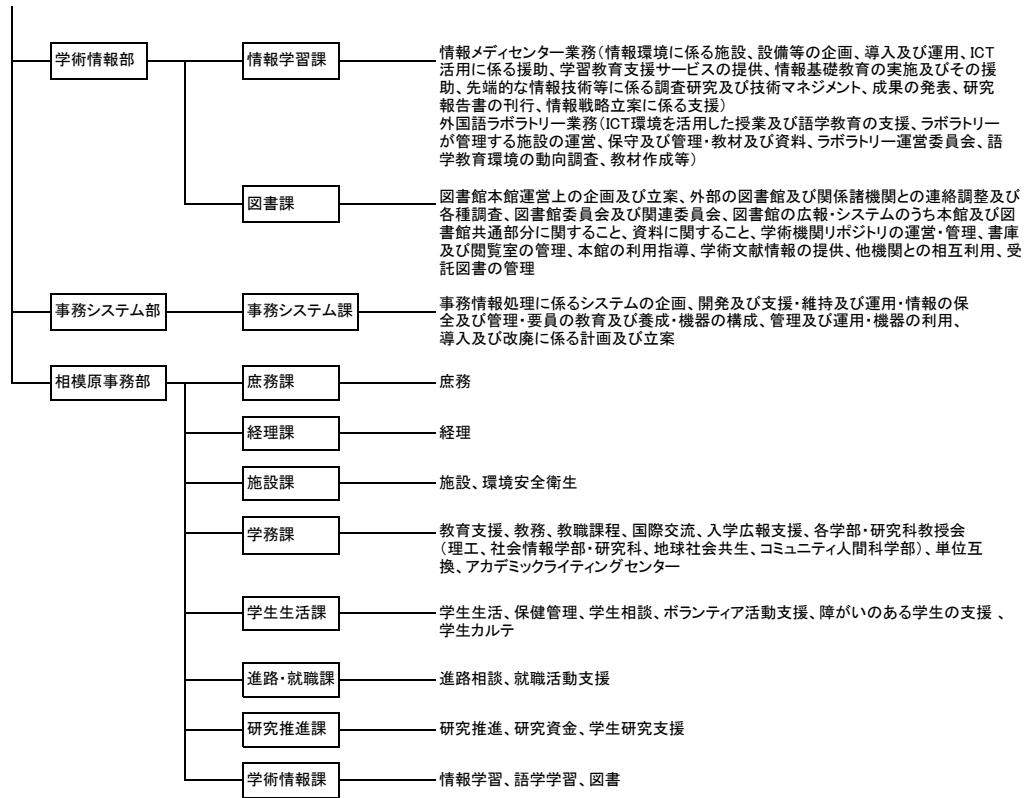 学術情報部
情報学習課
情報メディセンター業務(情報環境に係る施設、設備等の企画、導入及び運用、ICT
活用に係る援助、学習教育支援サービスの提供、情報基礎教育の実施及びその援
助、先端的な情報技術等に係る調査研究及び技術マネジメント、成果の発表、研究
報告書の刊行、情報戦略立案に係る支援)
外国語ラボラトリー業務(ICT環境を活用した授業及び語学教育の支援、ラボラトリー
が管理する施設の運営、保守及び管理・教材及び資料、ラボラトリー運営委員会、語
学教育環境の動向調査、教材作成等)
図書課
図書館本館運営上の企画及び立案、外部の図書館及び関係諸機関との連絡調整及び
各種調査、図書館委員会及び関連委員会、図書館の広報・システムのうち本館及び図
書館共通部分に関すること、資料に関すること、学術機関リポジトリの運営・管理、書庫
及び閲覧室の管理、本館の利用指導、学術文献情報の提供、他機関との相互利用、受
託図書の管理
事務システム部
事務システム課
事務情報処理に係るシステムの企画、開発及び支援・維持及び運用・情報の保
全及び管理・要員の教育及び養成・機器の構成、管理及び運用・機器の利用、
導入及び改廃に係る計画及び立案
相模原事務部
庶務課
庶務
経理課
経理
施設課
施設、環境安全衛生
学務課
教育支援、教務、教職課程、国際交流、入学広報支援、各学部・研究科教授会
(理工、社会情報学部・研究科、地球社会共生、コミュニティ人間科学部)、単位互
換、アカデミックライティングセンター
学生生活課
学生生活、保健管理、学生相談、ボランティア活動支援、障がいのある学生の支援 、
学生カルテ
進路・就職課
進路相談、就職活動支援
研究推進課
研究推進、研究資金、学生研究支援
学術情報課
情報学習、語学学習、図書